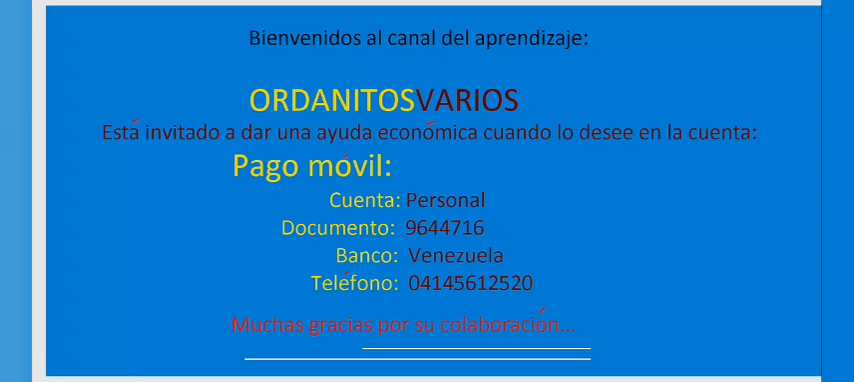 Bienvenidos al canal del aprendizaje:
ORDANITOSVARIOS
Está invitado a dar una ayuda económica cuando lo desee en la cuenta:
Pago móvil:
Cuenta: Personal
Documento: 9644716
Banco: Venezuela
Teléfono: 04145612520
Muchas gracias por su colaboración...